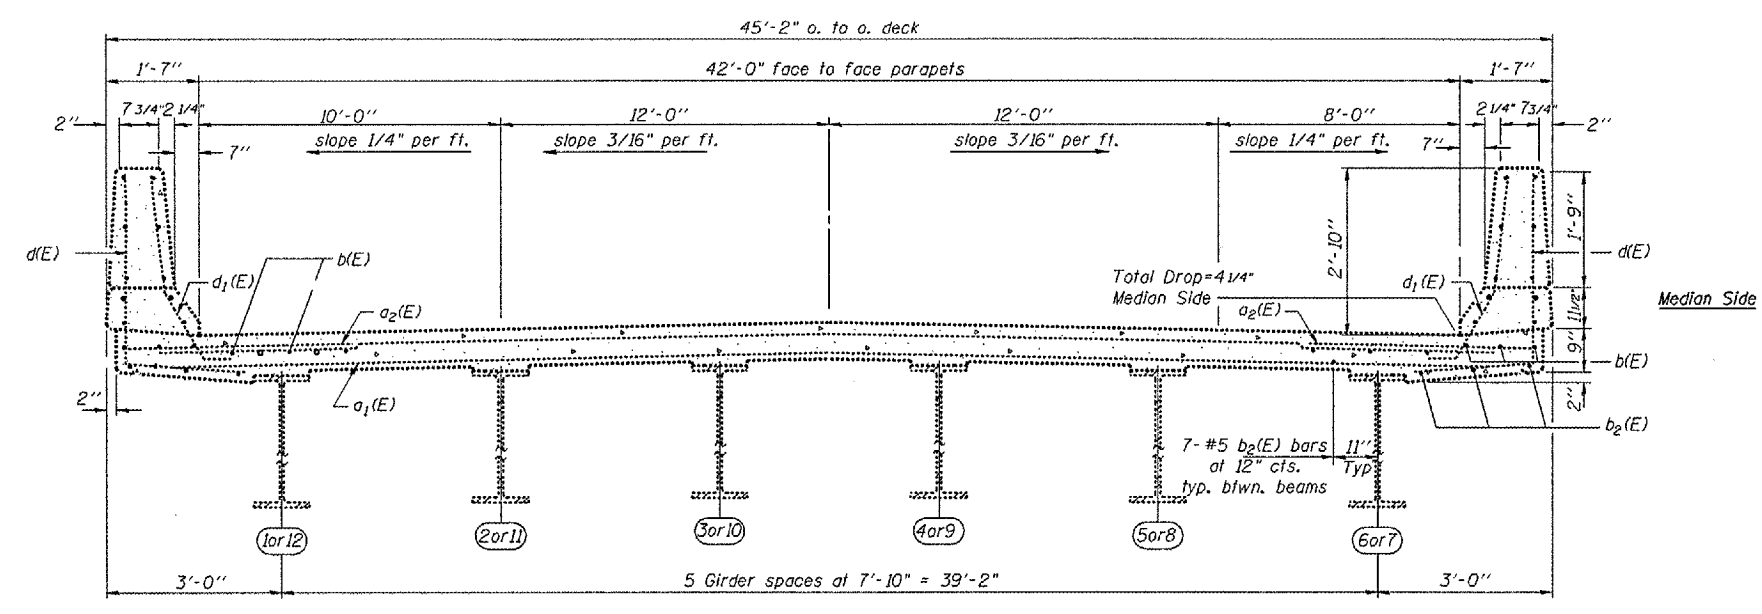 45'-2" o. to o. deck
1'-7"
42'-0" face to face parapets
1'-7"
7 3/4" 2 1/4"
2"
10'-0"
12'-0"
12'-0"
8'-0"
2 1/4" 7 3/4"
2"
slope 1/4" per ft.
slope 3/16" per ft.
slope 3/16" per ft.
slope 1/4" per ft.
7"
7"
2'-10"
1'-9"
d(E)
b(E)
d(E)
d1(E)
Total Drop=4 1/4"
Median Side
d1(E)
a2(E)
a2(E)
11 1/2"
Median Side
9"
b(E)
2"
a1(E)
2"
b2(E)
7- #5 b2(E) bars
at 12" cts.
typ. btwn. beams
11"
Typ
1or12
2or11
3or10
4or9
5or8
6or7
3'-0"
5 Girder spaces at 7'-10" = 39'-2"
3'-0"